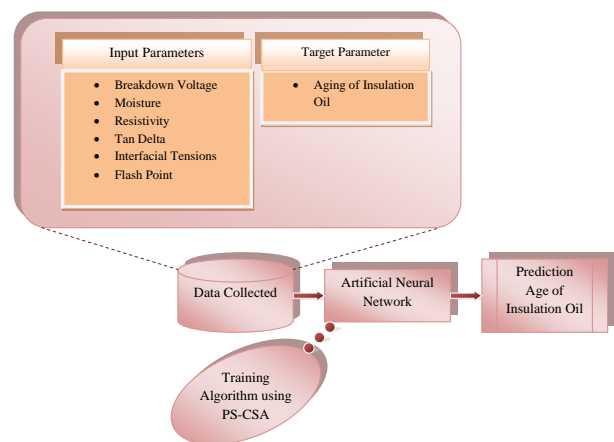 Input Parameters
Target Parameter
• Breakdown Voltage
• Moisture
• Resistivity
• Tan Delta
• Interfacial Tensions
• Flash Point
• Aging of Insulation
Oil
Data Collected
Artificial Neural
Network
Prediction
Age of
Insulation Oil
Training
Algorithm using
PS-CSA